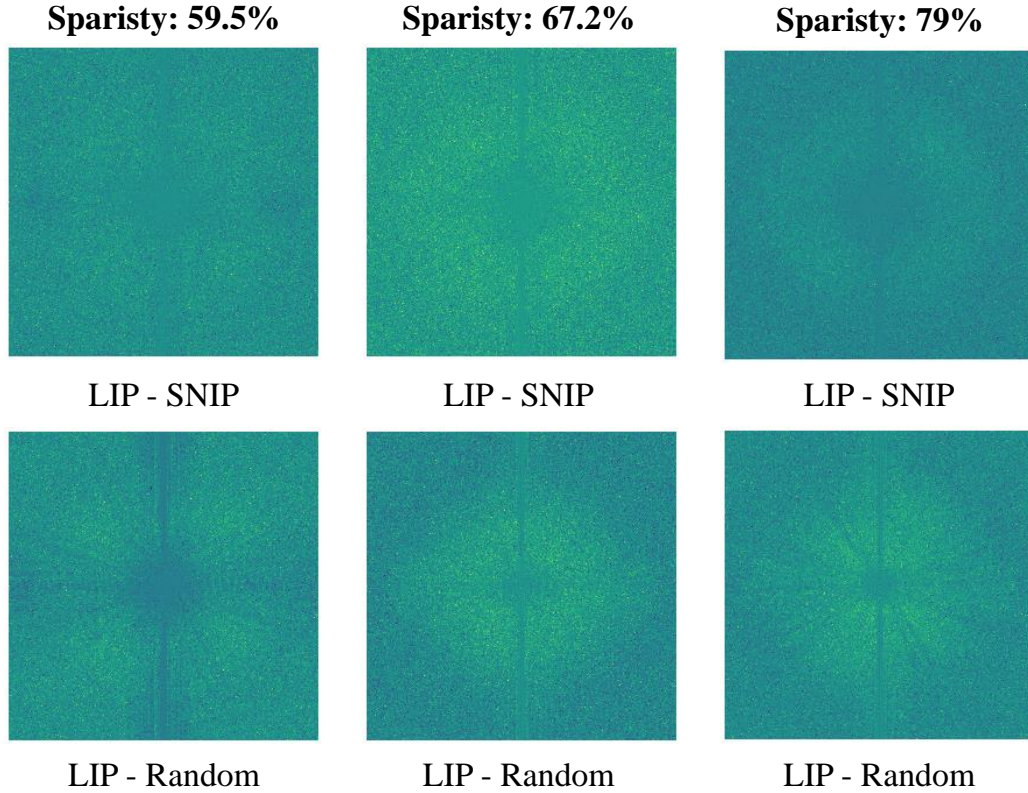 Sparisty: 59.5% Sparisty: 67.2% Sparisty: 79%
LIP - SNIP LIP - SNIP LIP - SNIP
LIP - Random LIP - Random LIP - Random